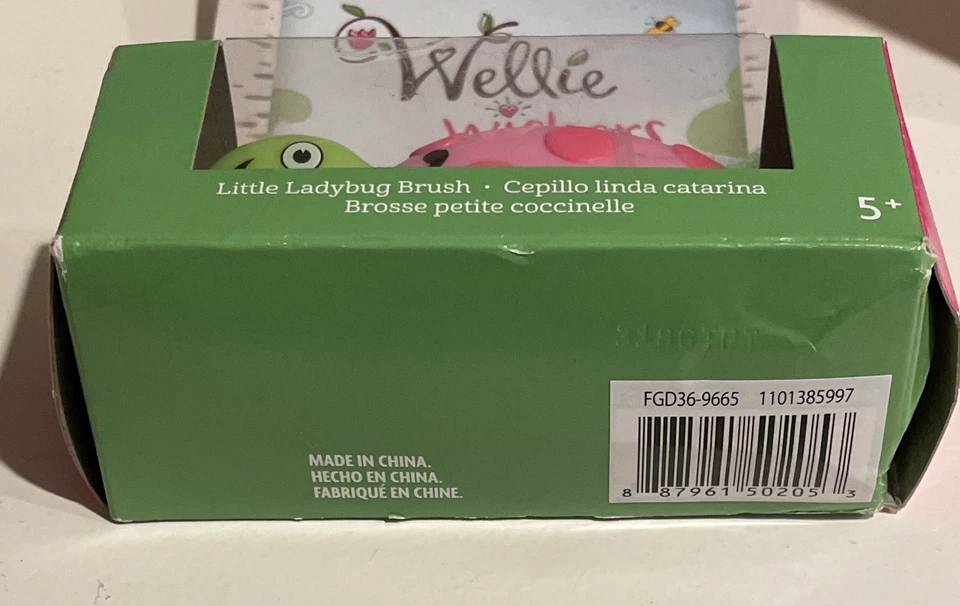 Wellie
Wishers
Little Ladybug Brush · Cepillo linda catarina
Brosse petite coccinelle
5+
FGD36-9665 1101385997
8 87961 50205 3
MADE IN CHINA.
HECHO EN CHINA.
FABRIQUÉ EN CHINE.